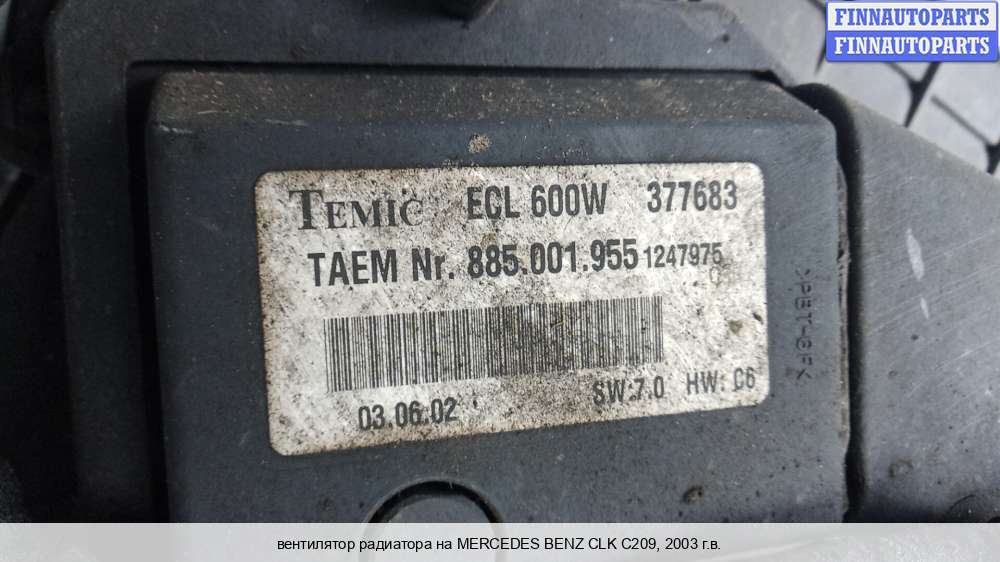 FINNAUTOPARTS
FINNAUTOPARTS
TEMIC ECL 600W 377683
TAEM Nr. 885.001.955 1247975
03.06.02 SW:7.0 HW: C6
вентилятор радиатора на MERCEDES BENZ CLK C209, 2003 г.в.